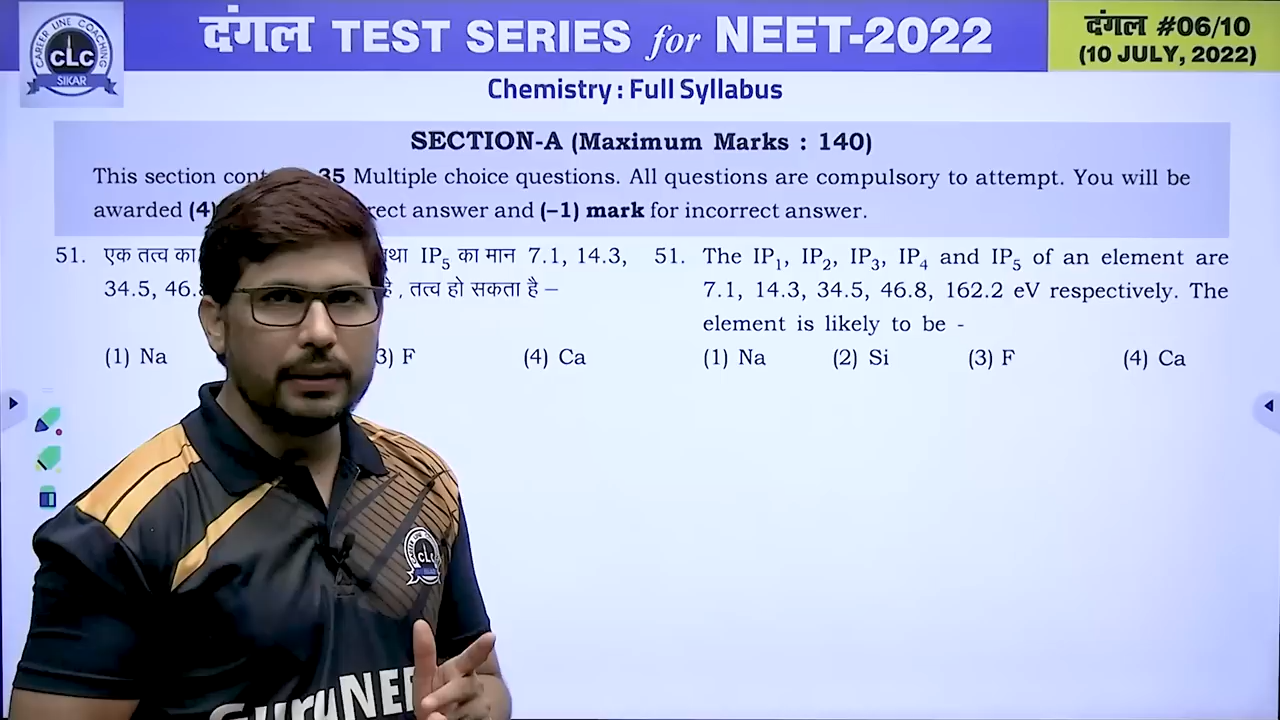 CAREER LINE COACHING
CLC
SIKAR
दंगल TEST SERIES for NEET-2022
दंगल #06/10
(10 JULY, 2022)
Chemistry : Full Syllabus
SECTION-A (Maximum Marks : 140)
This section 35 Multiple choice questions. All questions are compulsory to attempt. You will be
awarded (4) answer and (–1) mark for incorrect answer.
51. एक तत्व का IP5 का मान 7.1, 14.3,
34.5, है , तत्व हो सकता है –
(1) Na 3) F (4) Ca
51. The IP1, IP2, IP3, IP4 and IP5 of an element are
7.1, 14.3, 34.5, 46.8, 162.2 eV respectively. The
element is likely to be -
(1) Na (2) Si (3) F (4) Ca
CLC